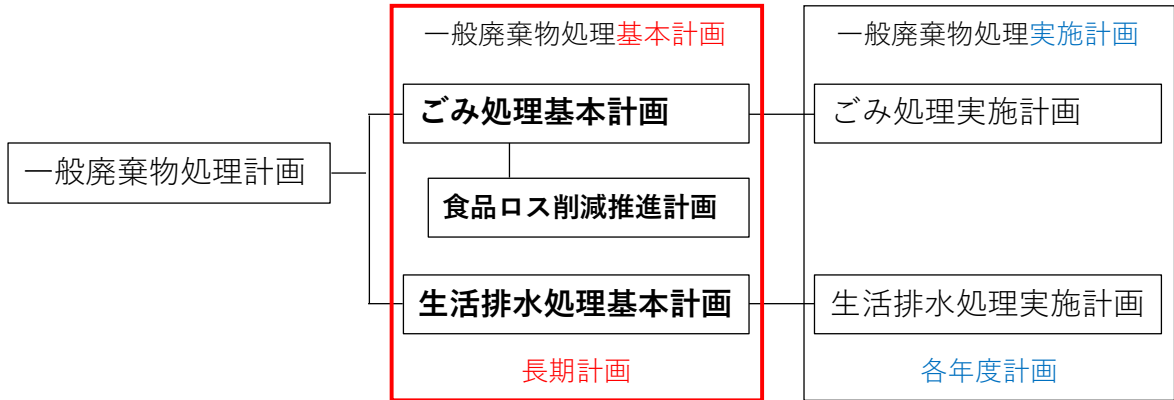 一般廃棄物処理基本計画
一般廃棄物処理実施計画
ごみ処理基本計画
ごみ処理実施計画
一般廃棄物処理計画
食品ロス削減推進計画
生活排水処理基本計画
生活排水処理実施計画
長期計画
各年度計画